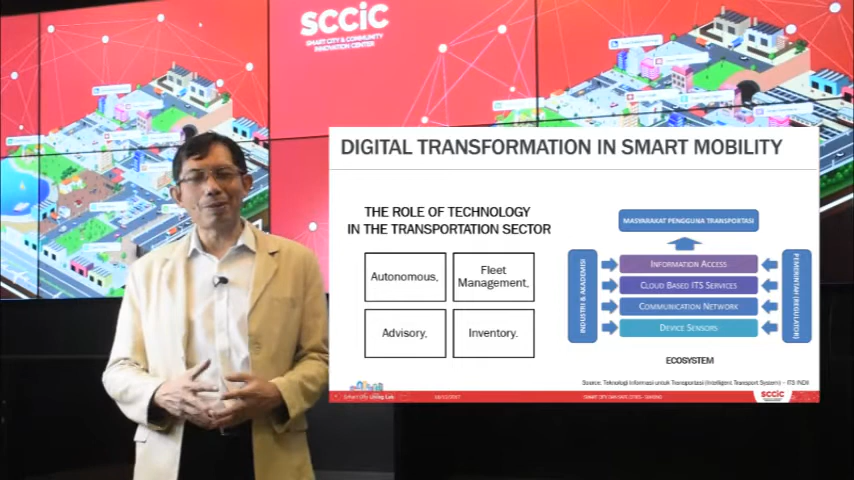 SCCIC
SMART CITY & COMMUNITY
INNOVATION CENTER
DIGITAL TRANSFORMATION IN SMART MOBILITY
THE ROLE OF TECHNOLOGY
IN THE TRANSPORTATION SECTOR
Autonomous,
Fleet
Management,
Advisory,
Inventory.
MASYARAKAT PENGGUNA TRANSPORTASI
INDUSTRI & AKADEMISI
INFORMATION ACCESS
CLOUD BASED ITS SERVICES
COMMUNICATION NETWORK
DEVICE SENSORS
PEMERINTAH (REGULATOR)
ECOSYSTEM
Source: Teknologi Informasi untuk Transportasi (Intelligent Transport System) – ITS INDII
Smart City Living Lab
SCCIC